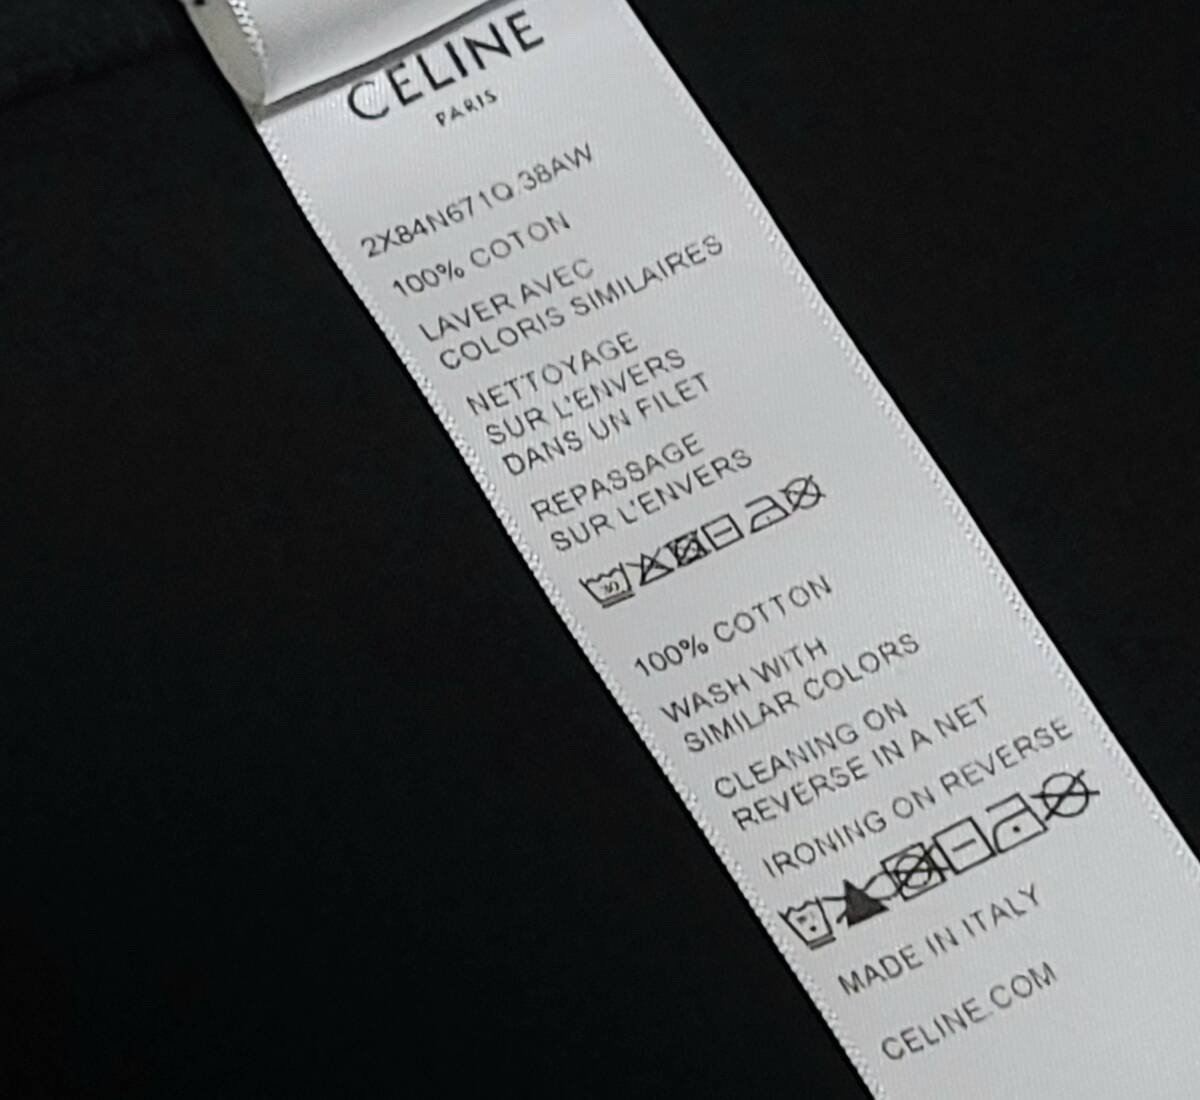 CELINE
PARIS
2X84N671Q.38AW
100% COTON
LAVER AVEC
COLORIS SIMILAIRES
NETTOYAGE
SUR L'ENVERS
DANS UN FILET
REPASSAGE
SUR L'ENVERS
30
100% COTTON
WASH WITH
SIMILAR COLORS
CLEANING ON
REVERSE IN A NET
IRONING ON REVERSE
MADE IN ITALY
CELINE.COM